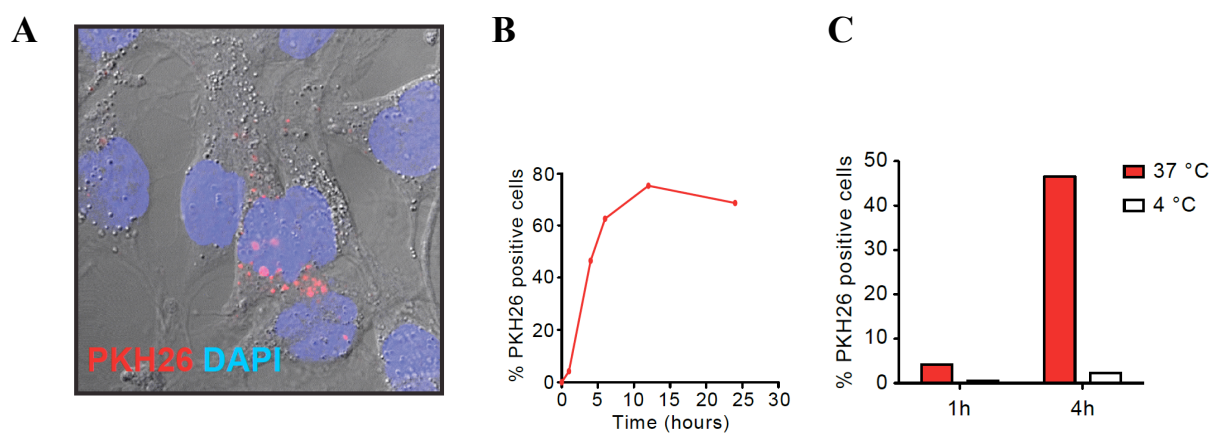 A
B
C
PKH26 DAPI
% PKH26 positive cells
80
60
40
20
0
0 5 10 15 20 25 30
Time (hours)
% PKH26 positive cells
50
40
30
20
10
0
1h 4h
37 °C
4 °C